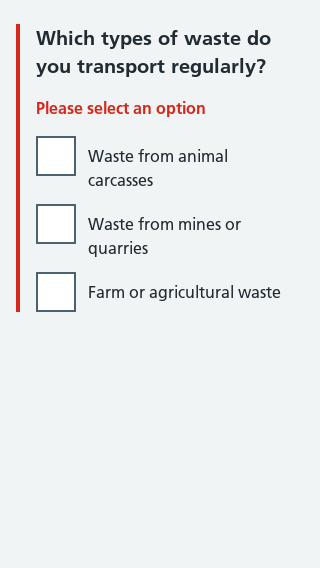 Which types of waste do
you transport regularly?
Please select an option
Waste from animal
carcasses
Waste from mines or
quarries
Farm or agricultural waste